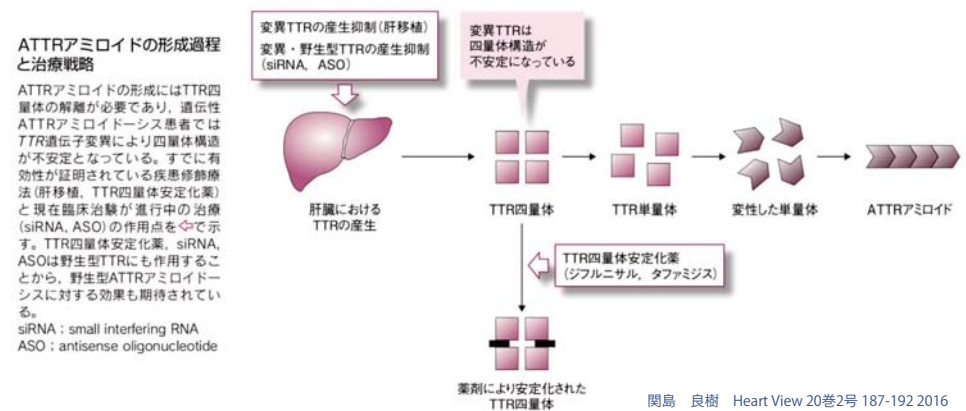 ATTRアミロイドの形成過程
と治療戦略
ATTRアミロイドの形成にはTTR四
量体の解離が必要であり，遺伝性
ATTRアミロイドーシス患者では
TTR遺伝子変異により四量体構造
が不安定となっている。すでに有
効性が証明されている疾患修飾療
法(肝移植，TTR四量体安定化薬)
と現在臨床治験が進行中の治療
(siRNA, ASO)の作用点を⇦で示
す。TTR四量体安定化薬，siRNA,
ASOは野生型TTRにも作用するこ
とから，野生型ATTRアミロイドー
シスに対する効果も期待されてい
る。
siRNA：small interfering RNA
ASO：antisense oligonucleotide
変異TTRの産生抑制(肝移植)
変異・野生型TTRの産生抑制
(siRNA, ASO)
変異TTRは
四量体構造が
不安定になっている
肝臓における
TTRの産生
TTR四量体
TTR単量体
変性した単量体
ATTRアミロイド
TTR四量体安定化薬
(ジフルニサル，タファミジス)
薬剤により安定化された
TTR四量体
関島 良樹 Heart View 20巻2号 187-192 2016